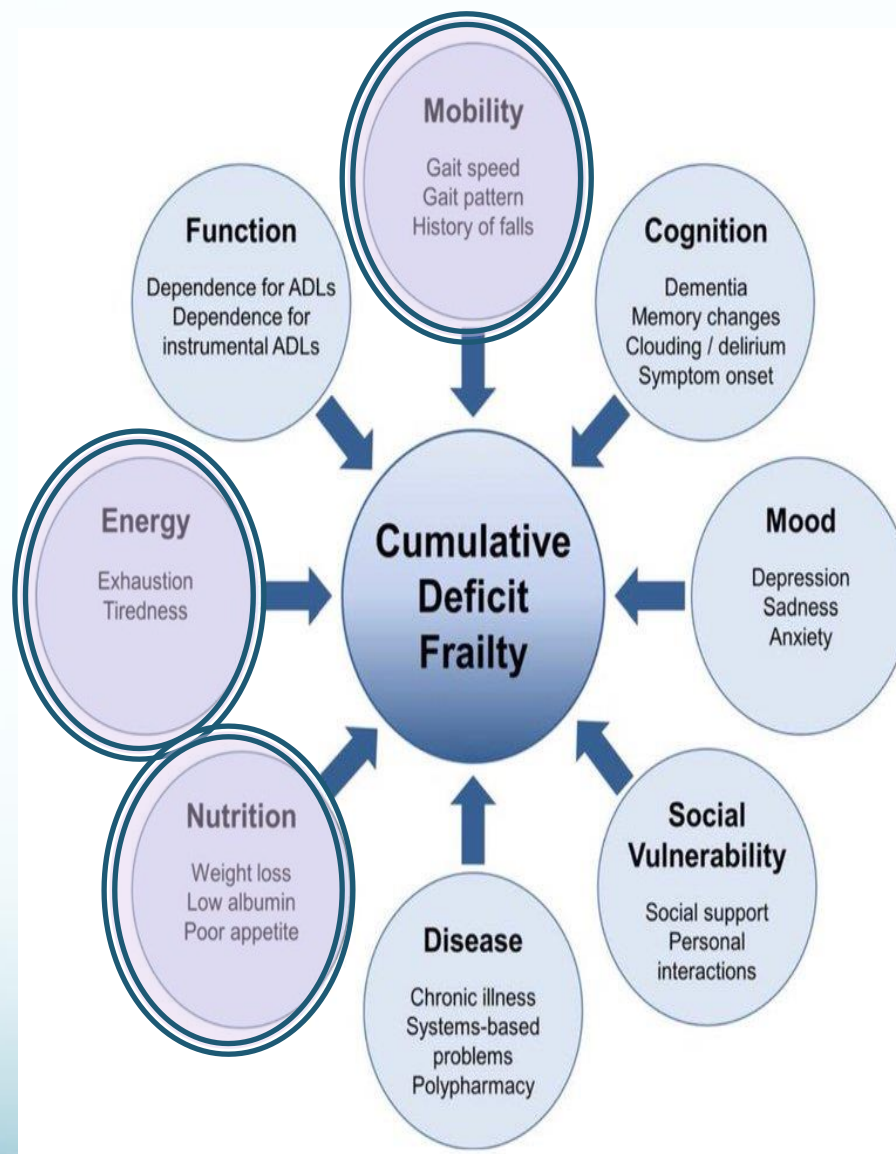 Mobility
Gait speed
Gait pattern
History of falls
Function
Dependence for ADLs
Dependence for
instrumental ADLs
Cognition
Dementia
Memory changes
Clouding / delirium
Symptom onset
Energy
Exhaustion
Tiredness
Cumulative
Deficit
Frailty
Mood
Depression
Sadness
Anxiety
Nutrition
Weight loss
Low albumin
Poor appetite
Social
Vulnerability
Social support
Personal
interactions
Disease
Chronic illness
Systems-based
problems
Polypharmacy